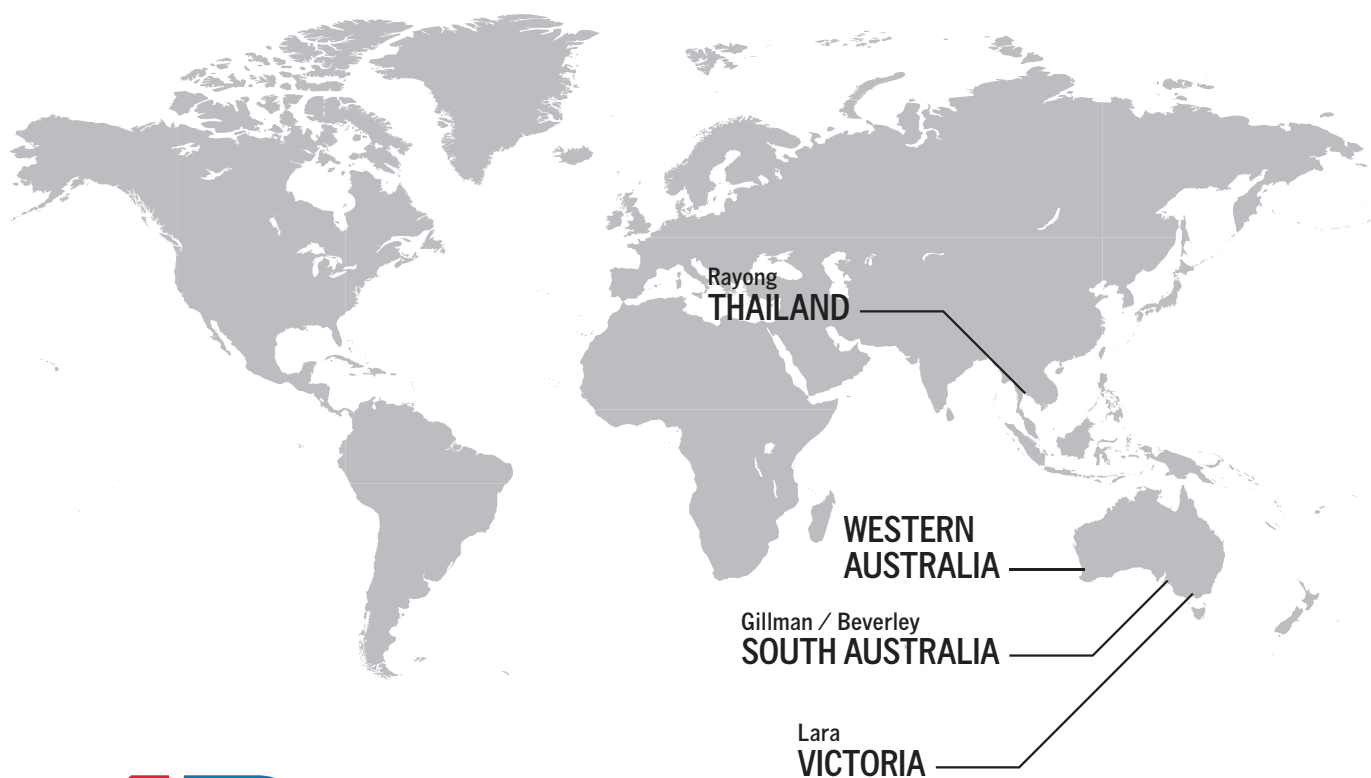 Rayong
THAILAND
WESTERN
AUSTRALIA
Gillman / Beverley
SOUTH AUSTRALIA
Lara
VICTORIA